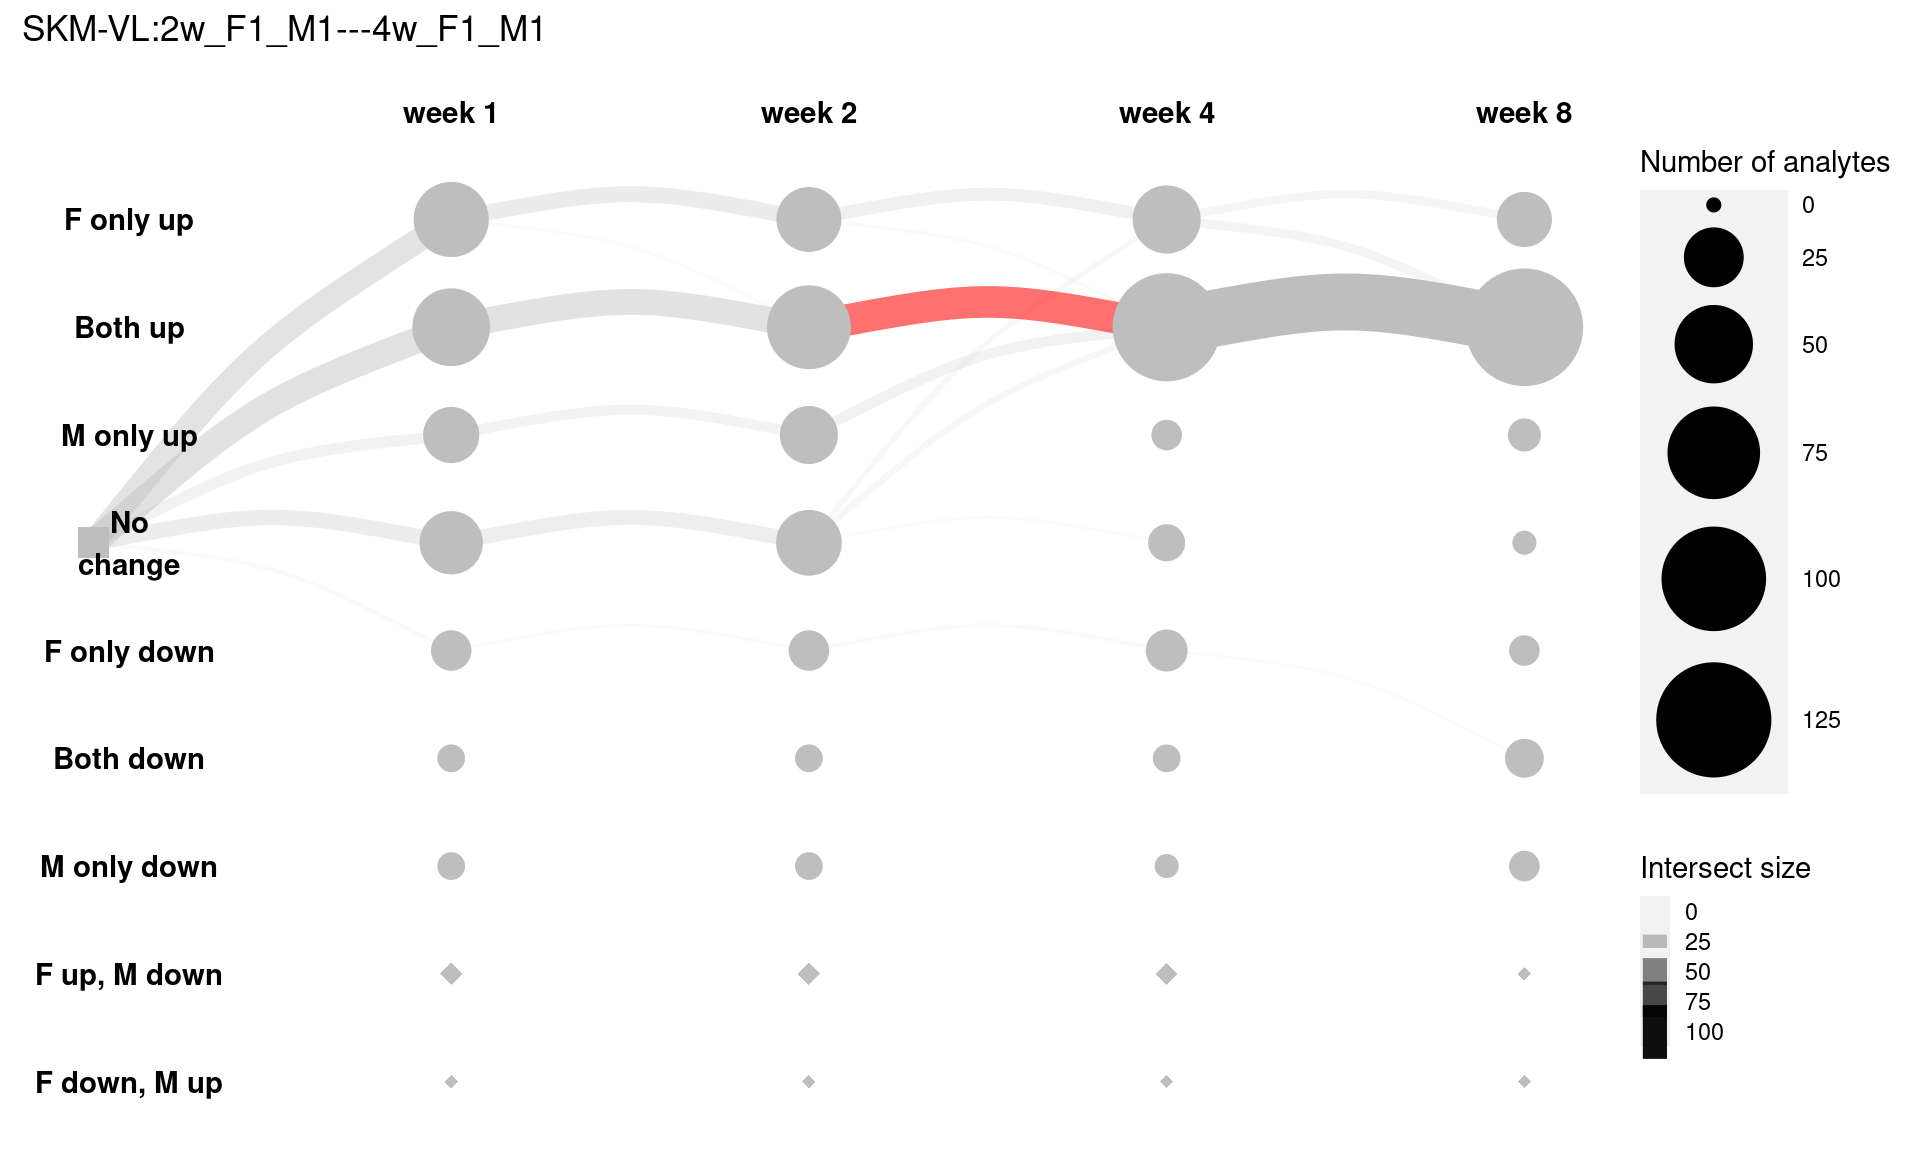 SKM-VL:2w_F1_M1---4w_F1_M1
week 1
week 2
week 4
week 8
F only up
Both up
M only up
No
change
F only down
Both down
M only down
F up, M down
F down, M up
Number of analytes
0
25
50
75
100
125
Intersect size
0
25
50
75
100